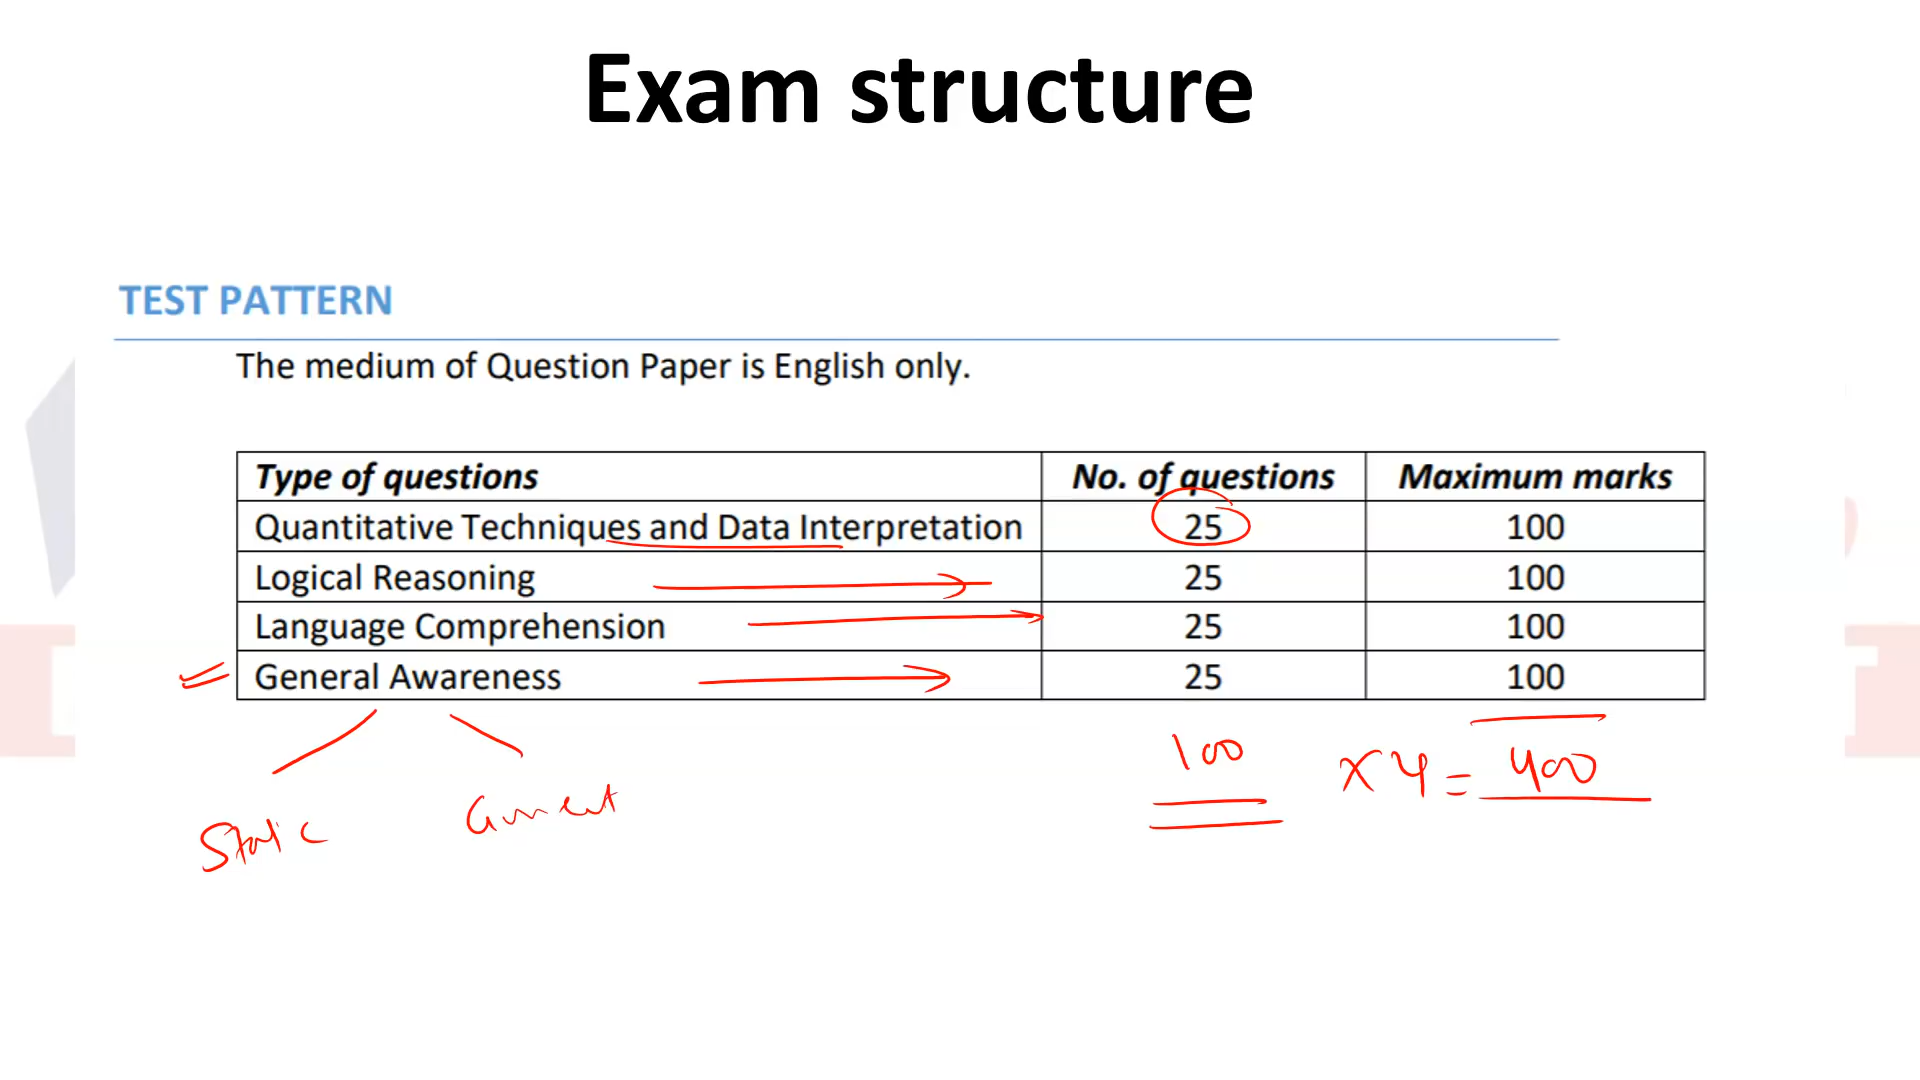 Exam structure
TEST PATTERN
The medium of Question Paper is English only.
Type of questions No. of questions Maximum marks
Quantitative Techniques and Data Interpretation 25 100
Logical Reasoning 25 100
Language Comprehension 25 100
General Awareness 25 100
100 X 4 = 400
Static Current